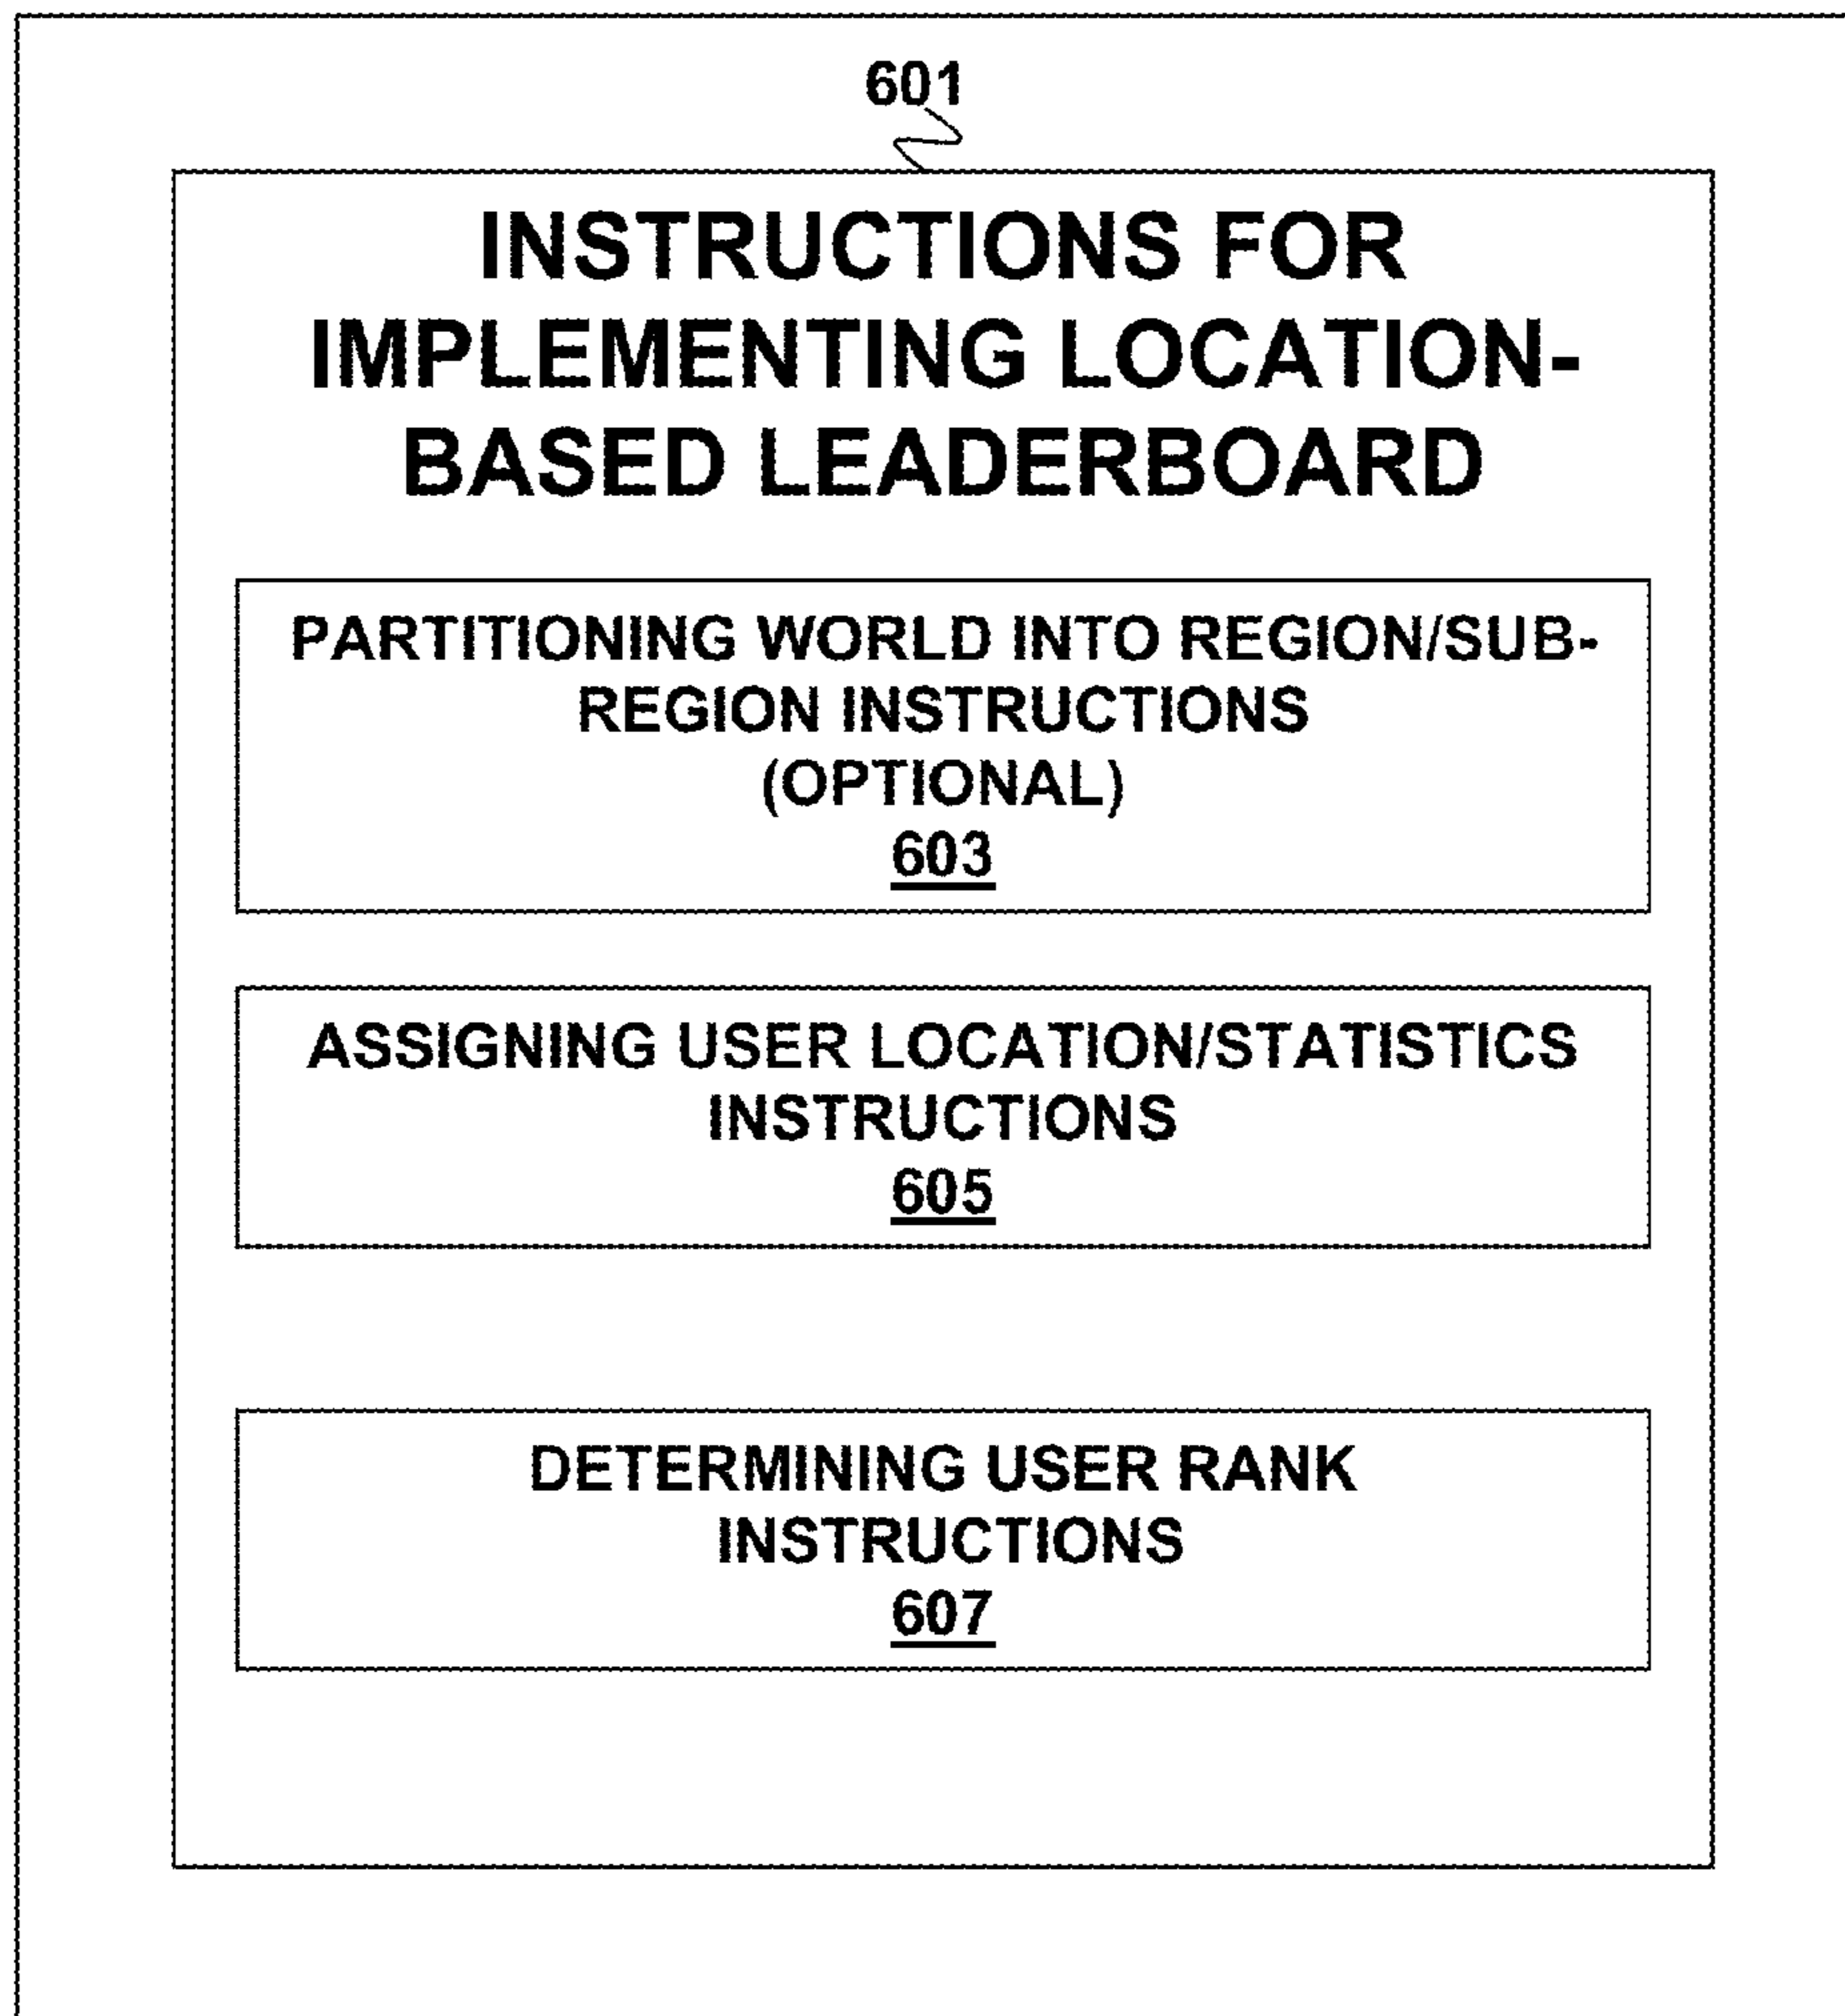 601
INSTRUCTIONS FOR
IMPLEMENTING LOCATION-
BASED LEADERBOARD
PARTITIONING WORLD INTO REGION/SUB-
REGION INSTRUCTIONS
(OPTIONAL)
603
ASSIGNING USER LOCATION/STATISTICS
INSTRUCTIONS
605
DETERMINING USER RANK
INSTRUCTIONS
607